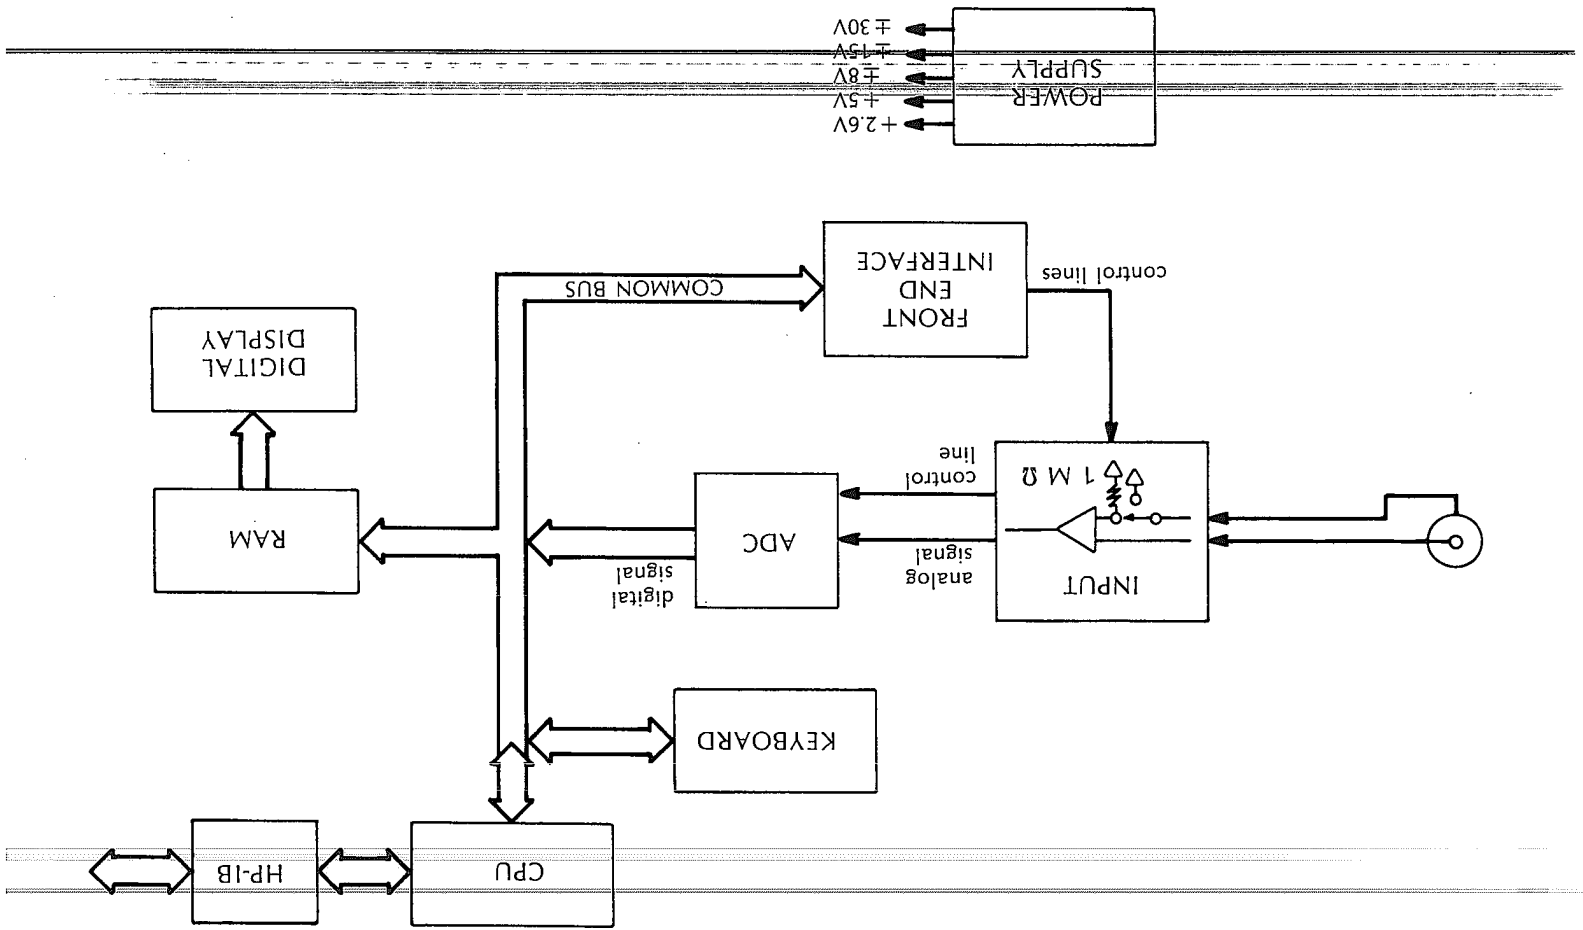 HP-IB
CPU
KEYBOARD
INPUT
1 M Ω
analog
signal
control
line
ADC
digital
signal
RAM
DIGITAL
DISPLAY
control lines
FRONT
END
INTERFACE
COMMON BUS
POWER
SUPPLY
+2.6V
+5V
±8V
±15V
±30V